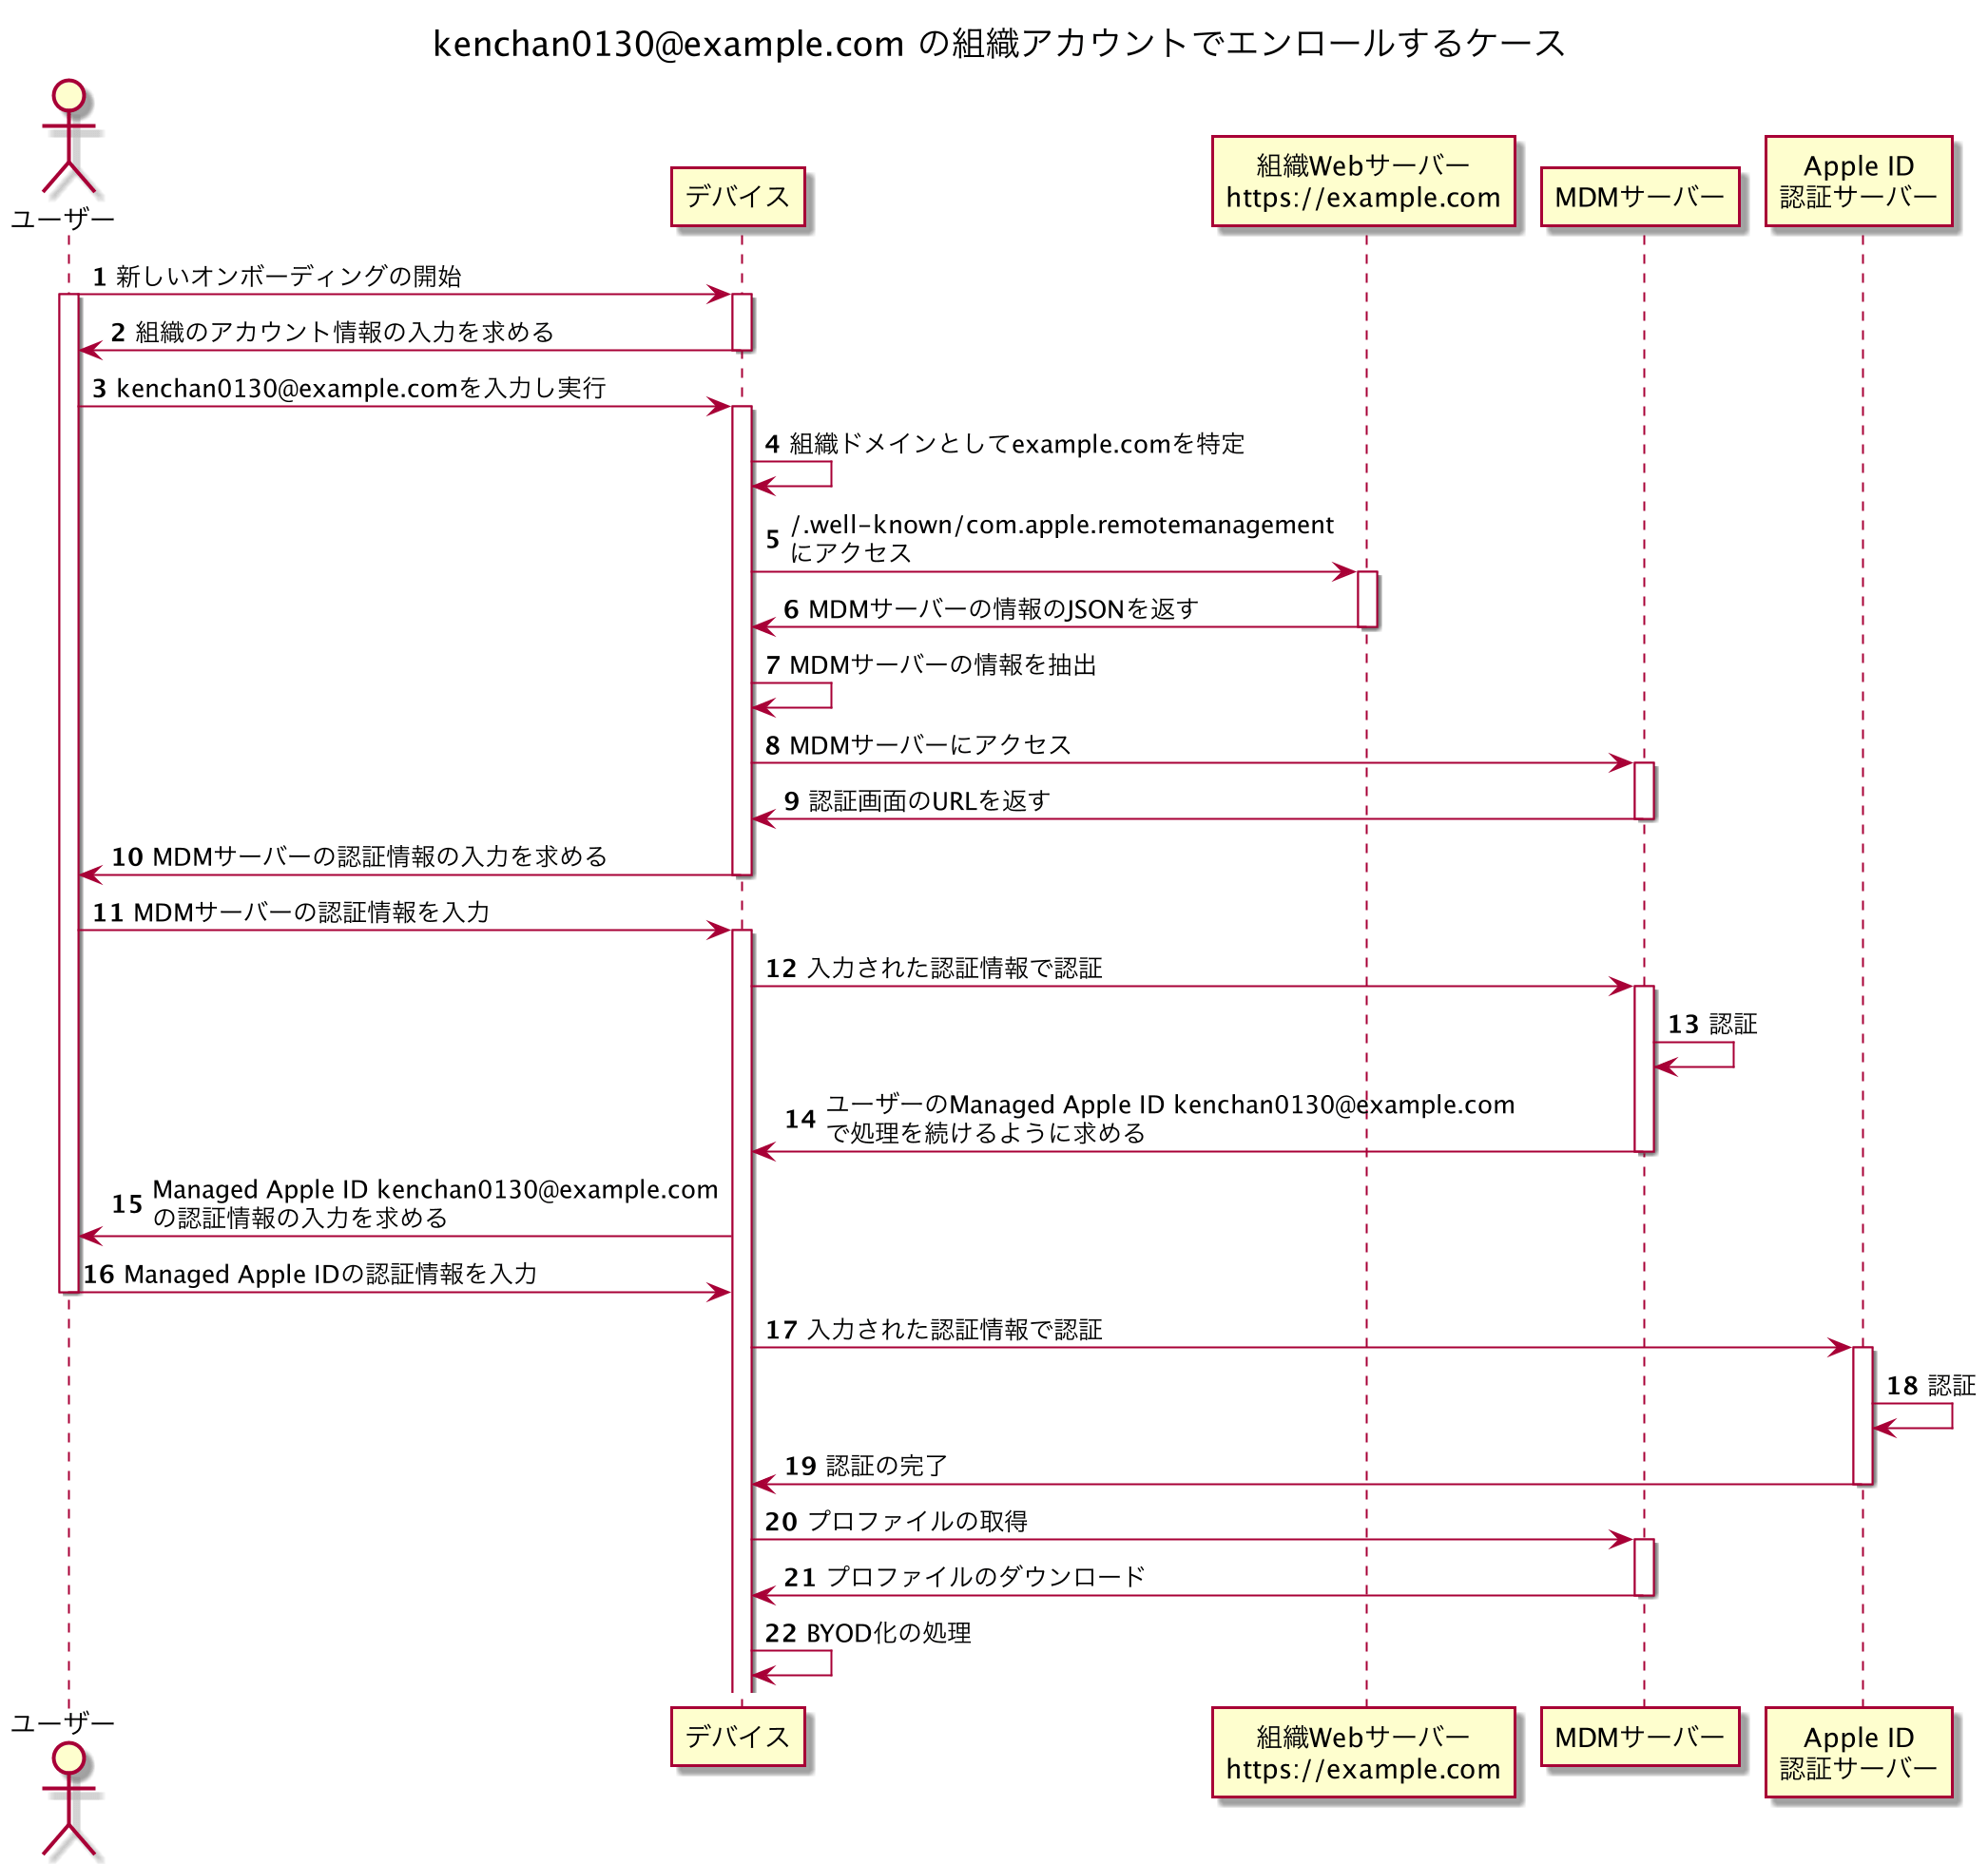 kenchan0130@example.com の組織アカウントでエンロールするケース
ユーザー
デバイス
組織Webサーバー
https://example.com
MDMサーバー
Apple ID
認証サーバー
1 新しいオンボーディングの開始
2 組織のアカウント情報の入力を求める
3 kenchan0130@example.comを入力し実行
4 組織ドメインとしてexample.comを特定
5 /.well-known/com.apple.remotemanagement
にアクセス
6 MDMサーバーの情報のJSONを返す
7 MDMサーバーの情報を抽出
8 MDMサーバーにアクセス
9 認証画面のURLを返す
10 MDMサーバーの認証情報の入力を求める
11 MDMサーバーの認証情報を入力
12 入力された認証情報で認証
13 認証
14 ユーザーのManaged Apple ID kenchan0130@example.com
で処理を続けるように求める
15 Managed Apple ID kenchan0130@example.com
の認証情報の入力を求める
16 Managed Apple IDの認証情報を入力
17 入力された認証情報で認証
18 認証
19 認証の完了
20 プロファイルの取得
21 プロファイルのダウンロード
22 BYOD化の処理
ユーザー
デバイス
組織Webサーバー
https://example.com
MDMサーバー
Apple ID
認証サーバー